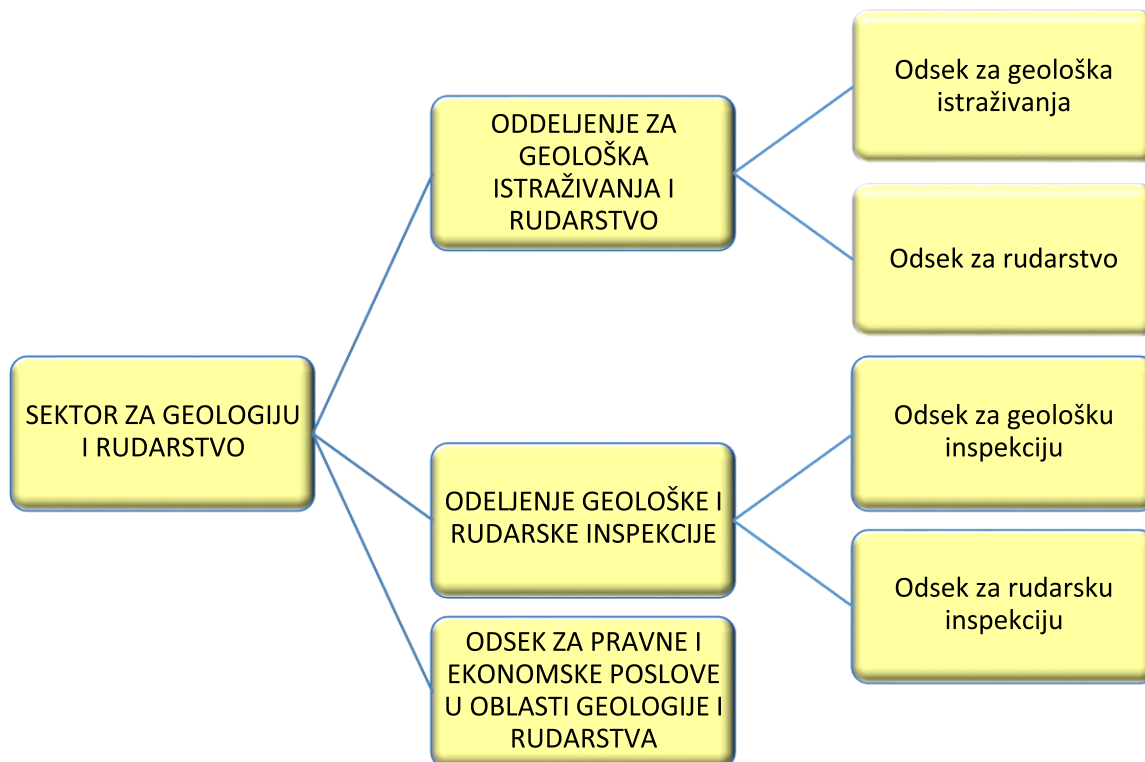 SEKTOR ZA GEOLOGIJU
I RUDARSTVO
ODDELJENJE ZA
GEOLOŠKA
ISTRAŽIVANJA I
RUDARSTVO
Odsek za geološka
istraživanja
Odsek za rudarstvo
ODELJENJE GEOLOŠKE I
RUDARSKE INSPEKCIJE
Odsek za geološku
inspekciju
Odsek za rudarsku
inspekciju
ODSEK ZA PRAVNE I
EKONOMSKE POSLOVE
U OBLASTI GEOLOGIJE I
RUDARSTVA